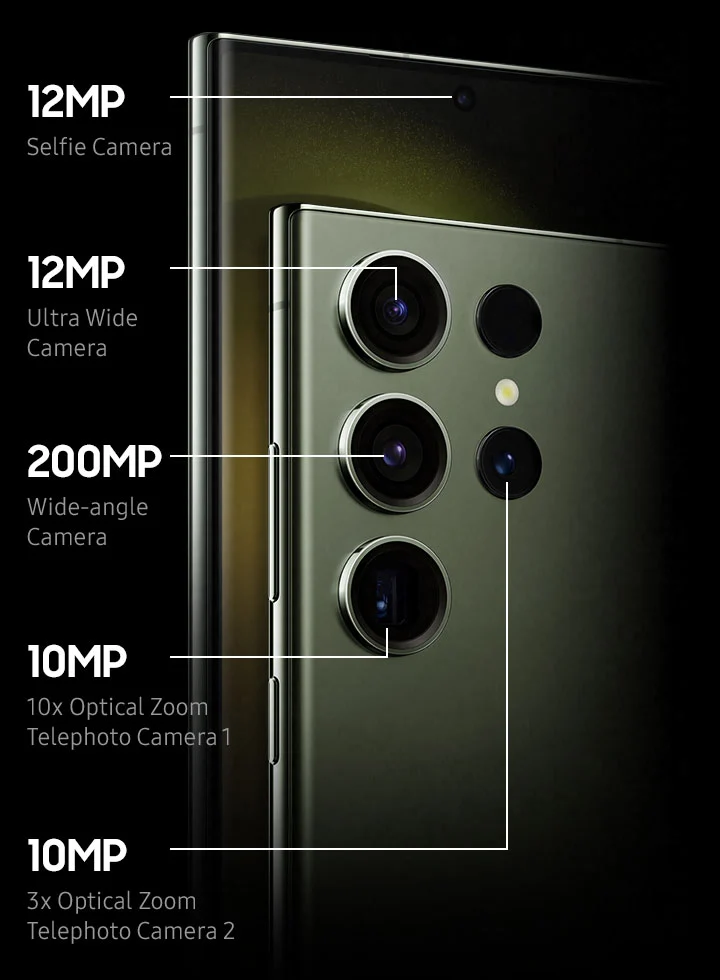 12MP
Selfie Camera
12MP
Ultra Wide
Camera
200MP
Wide-angle
Camera
10MP
10x Optical Zoom
Telephoto Camera 1
10MP
3x Optical Zoom
Telephoto Camera 2